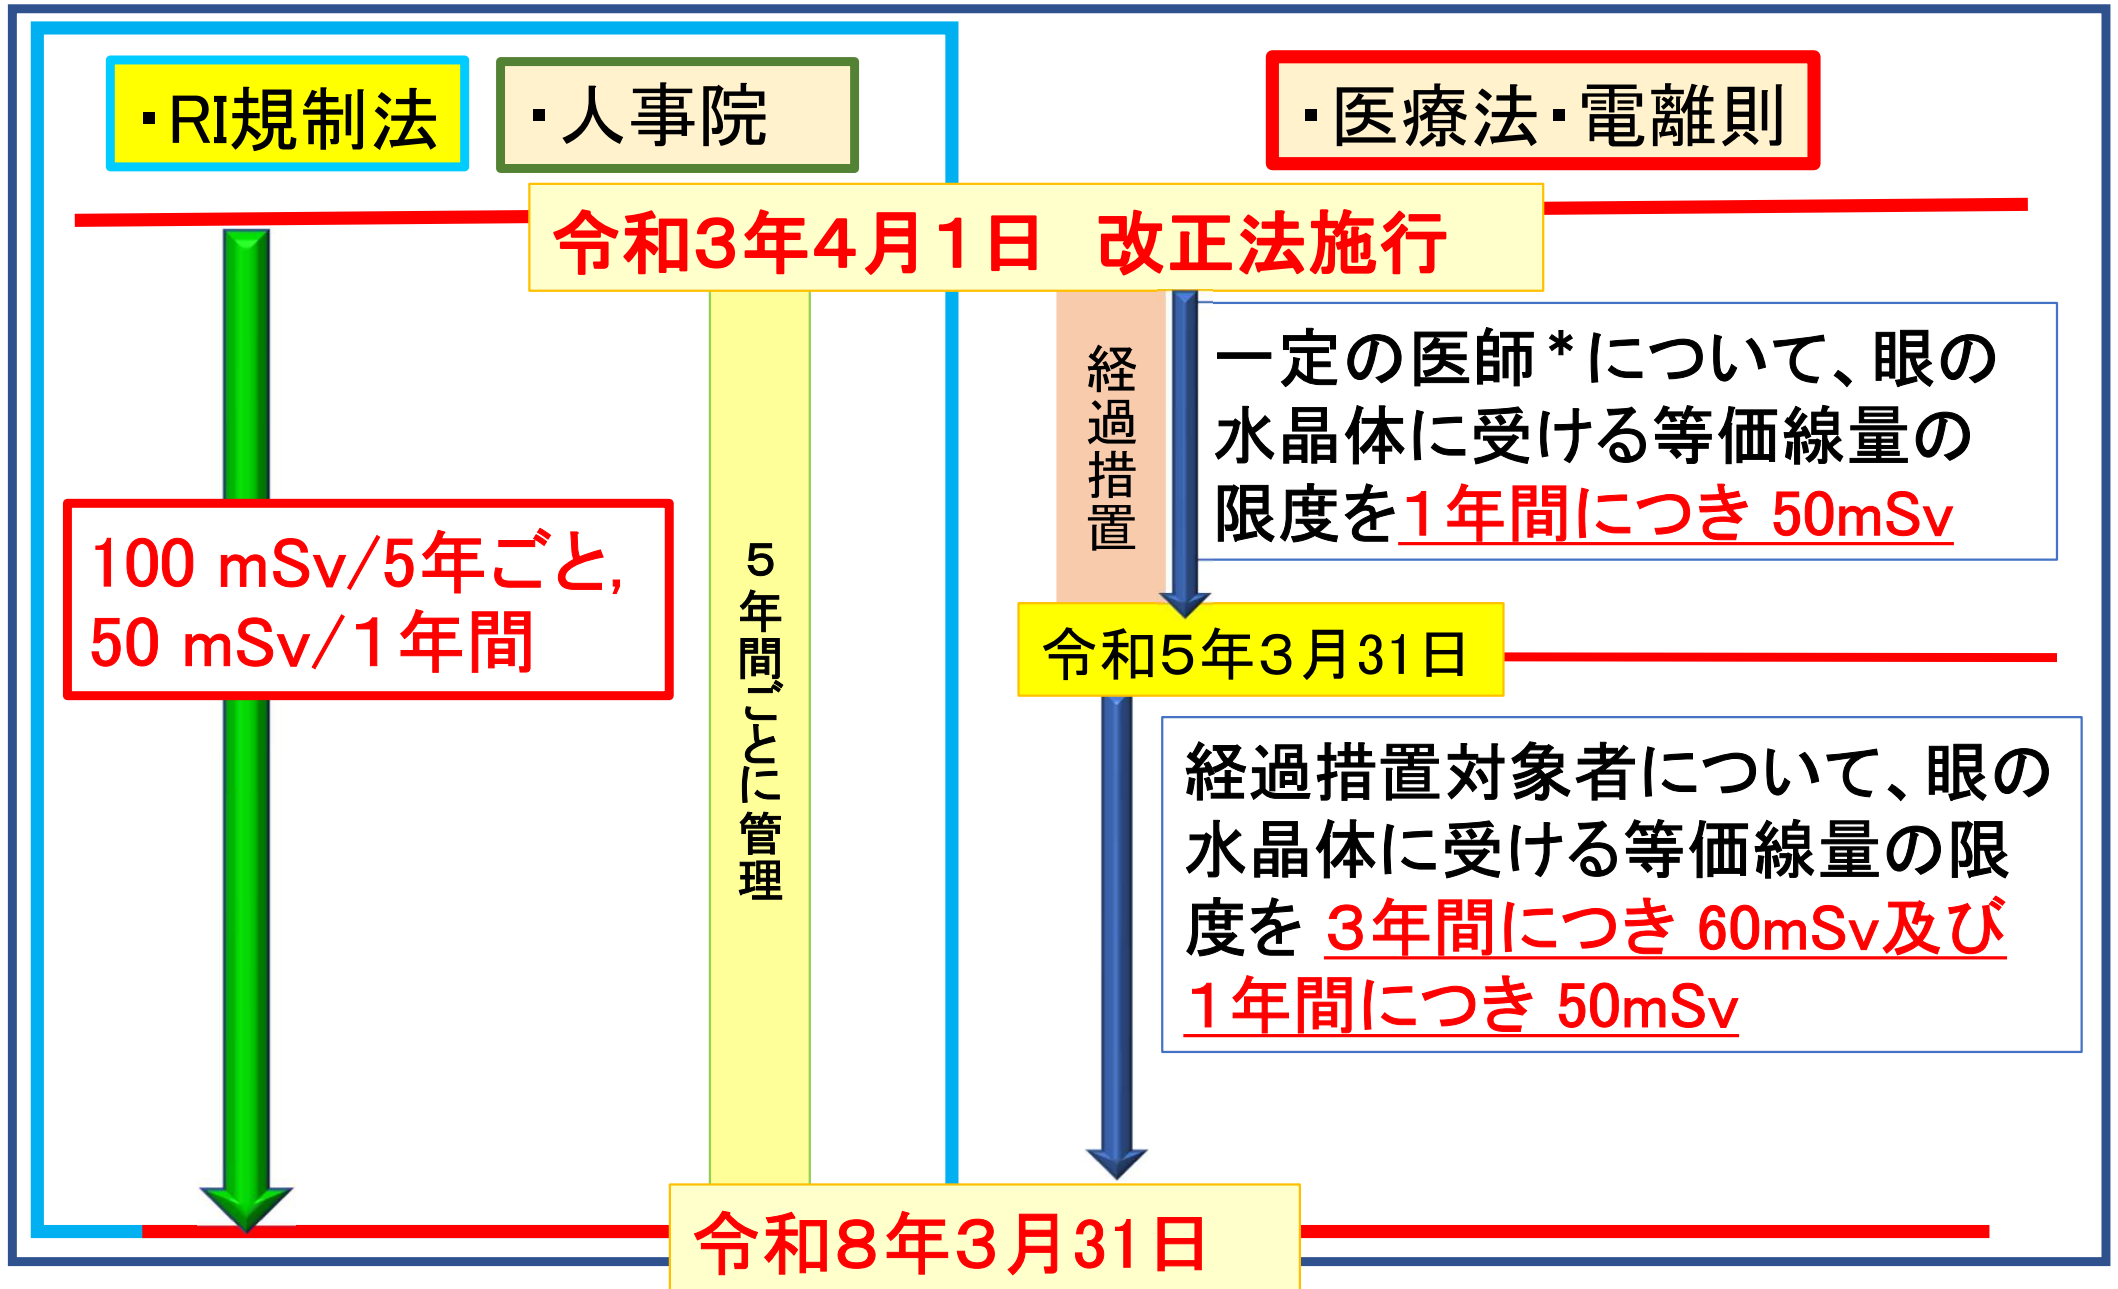 ・RI規制法
・人事院
・医療法・電離則
令和３年４月１日　改正法施行
100 mSv/5年ごと,
50 mSv/１年間
５年間ごとに管理
経過措置
一定の医師*について、眼の
水晶体に受ける等価線量の
限度を１年間につき 50mSv
令和５年３月31日
経過措置対象者について、眼の
水晶体に受ける等価線量の限
度を ３年間につき 60mSv及び
１年間につき 50mSv
令和８年３月31日